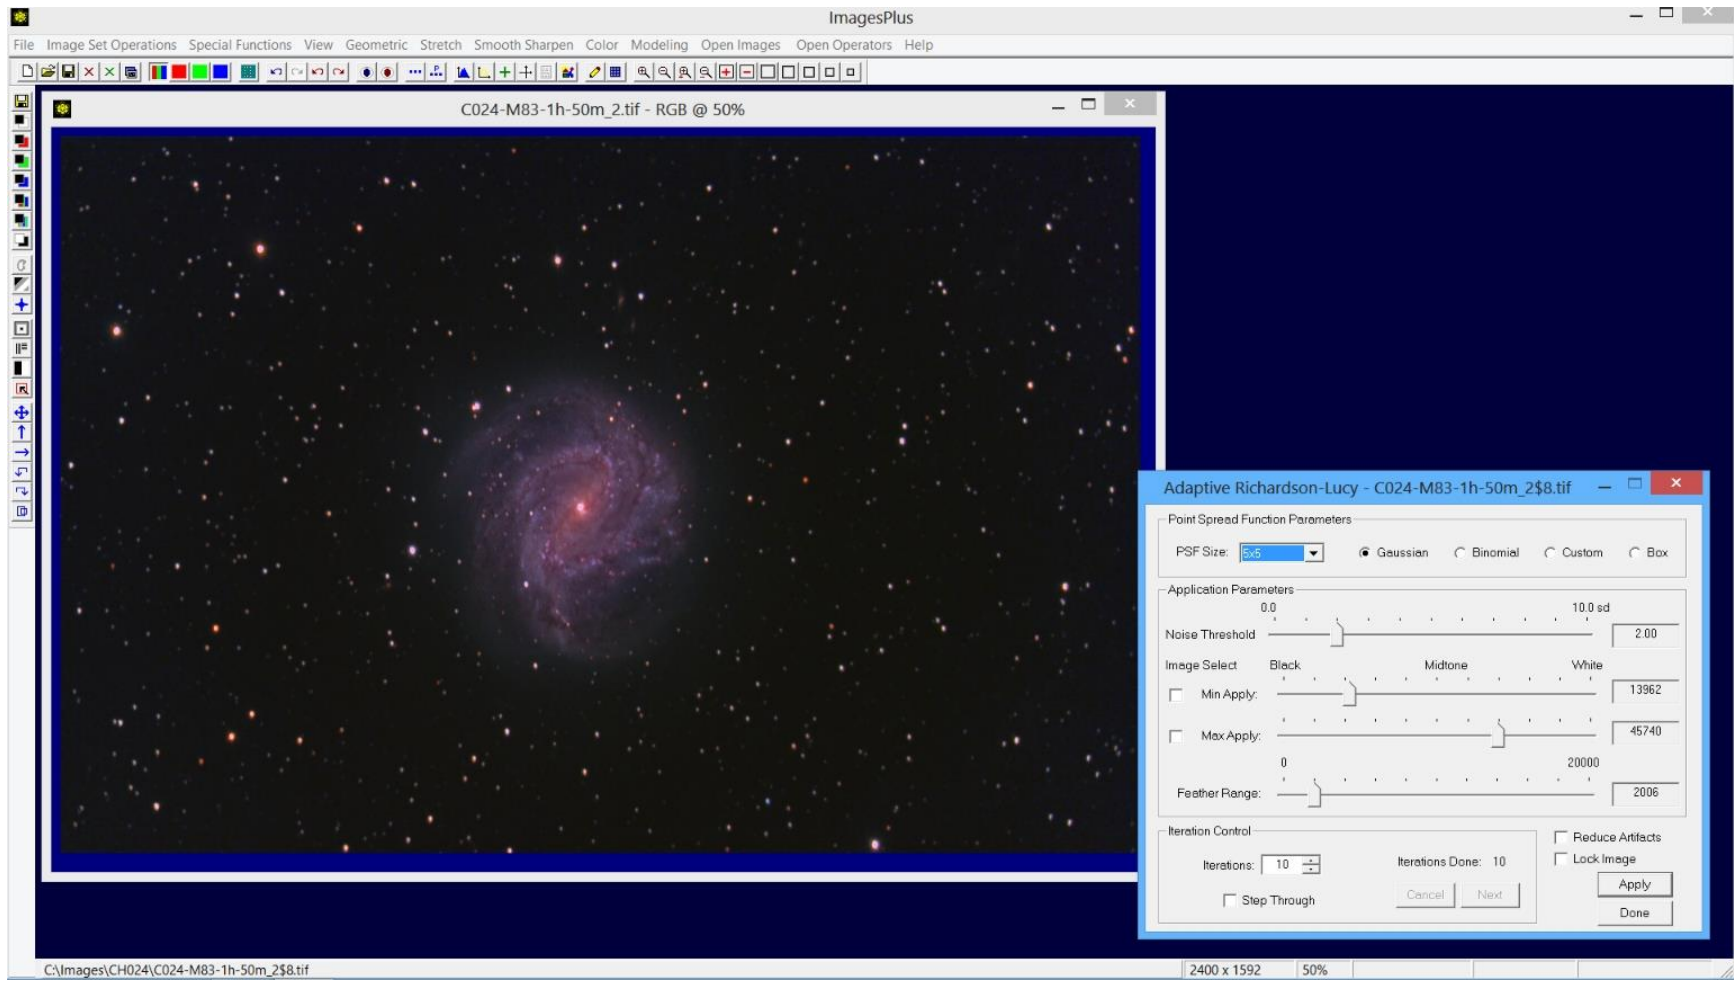 ImagesPlus
File Image Set Operations Special Functions View Geometric Stretch Smooth Sharpen Color Modeling Open Images Open Operators Help
C024-M83-1h-50m_2.tif - RGB @ 50%
Adaptive Richardson-Lucy - C024-M83-1h-50m_2$8.tif
Point Spread Function Parameters
PSF Size: 5x5 Gaussian Binomial Custom Box
Application Parameters
0.0 10.0 sd
Noise Threshold 2.00
Image Select Black Midtone White
Min Apply: 13962
Max Apply: 45740
0 20000
Feather Range: 2006
Iteration Control
Reduce Artifacts
Iterations: 10 Iterations Done: 10
Lock Image
Apply
Step Through Cancel Next
Done
C:\Images\CH024\C024-M83-1h-50m_2$8.tif 2400 x 1592 50%